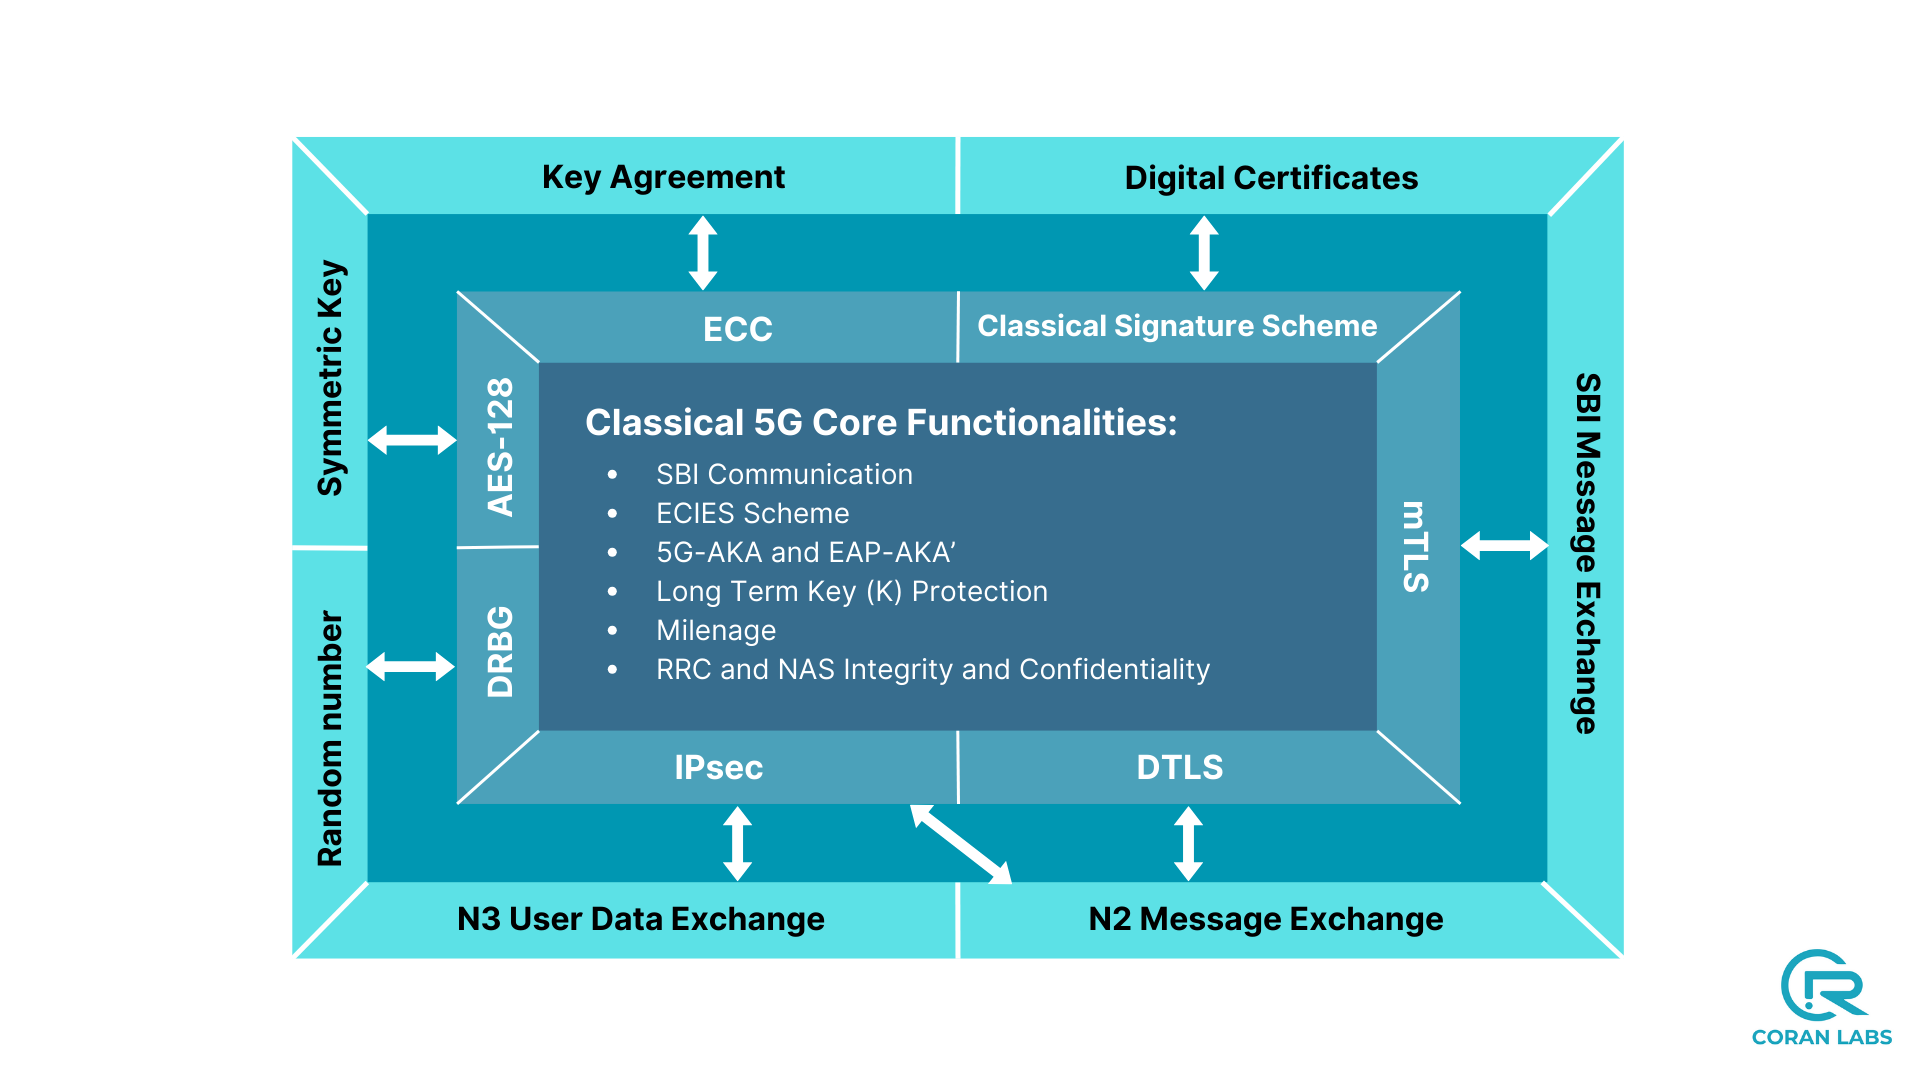 Key Agreement
Digital Certificates
Symmetric Key
Random number
ECC
Classical Signature Scheme
AES-128
DRBG
Classical 5G Core Functionalities:
• SBI Communication
• ECIES Scheme
• 5G-AKA and EAP-AKA’
• Long Term Key (K) Protection
• Milenage
• RRC and NAS Integrity and Confidentiality
mTLS
SBI Message Exchange
IPsec
DTLS
N3 User Data Exchange
N2 Message Exchange
CORAN LABS